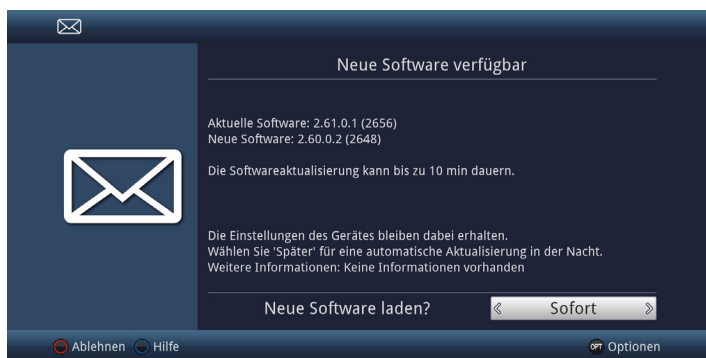 Neue Software verfügbar
Aktuelle Software: 2.61.0.1 (2656)
Neue Software: 2.60.0.2 (2648)
Die Softwareaktualisierung kann bis zu 10 min dauern.
Die Einstellungen des Gerätes bleiben dabei erhalten.
Wählen Sie 'Später' für eine automatische Aktualisierung in der Nacht.
Weitere Informationen: Keine Informationen vorhanden
Neue Software laden? Sofort
Ablehnen Hilfe OPT Optionen